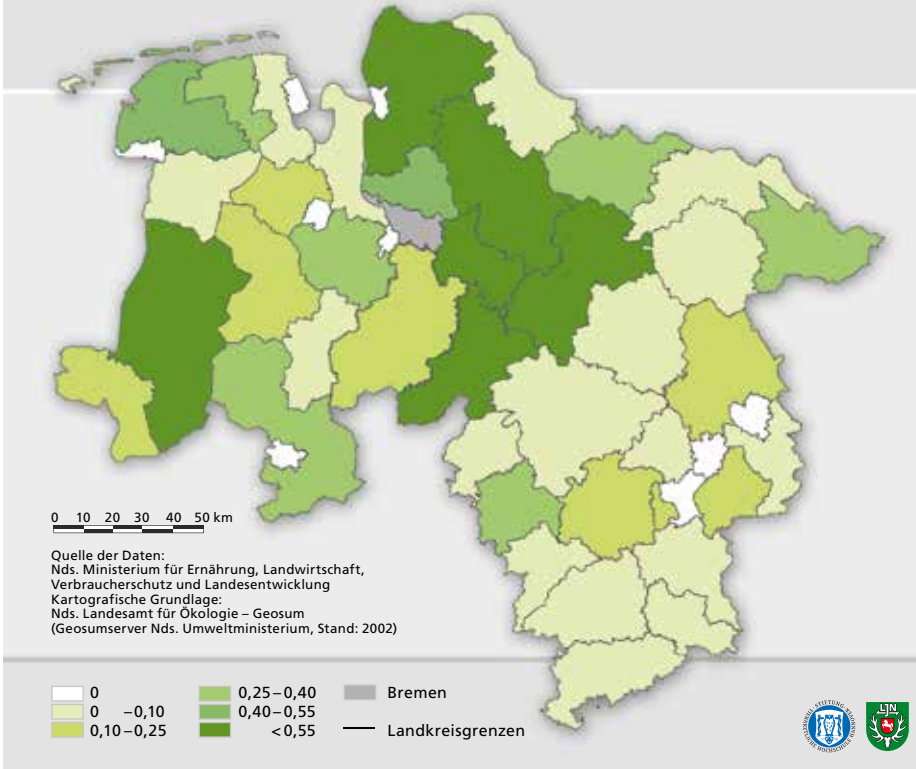 0 10 20 30 40 50 km
Quelle der Daten:
Nds. Ministerium für Ernährung, Landwirtschaft,
Verbraucherschutz und Landesentwicklung
Kartografische Grundlage:
Nds. Landesamt für Ökologie – Geosum
(Geosumserver Nds. Umweltministerium, Stand: 2002)
0
0 –0,10
0,10–0,25
0,25–0,40
0,40–0,55
<0,55
Bremen
Landkreisgrenzen
LJN